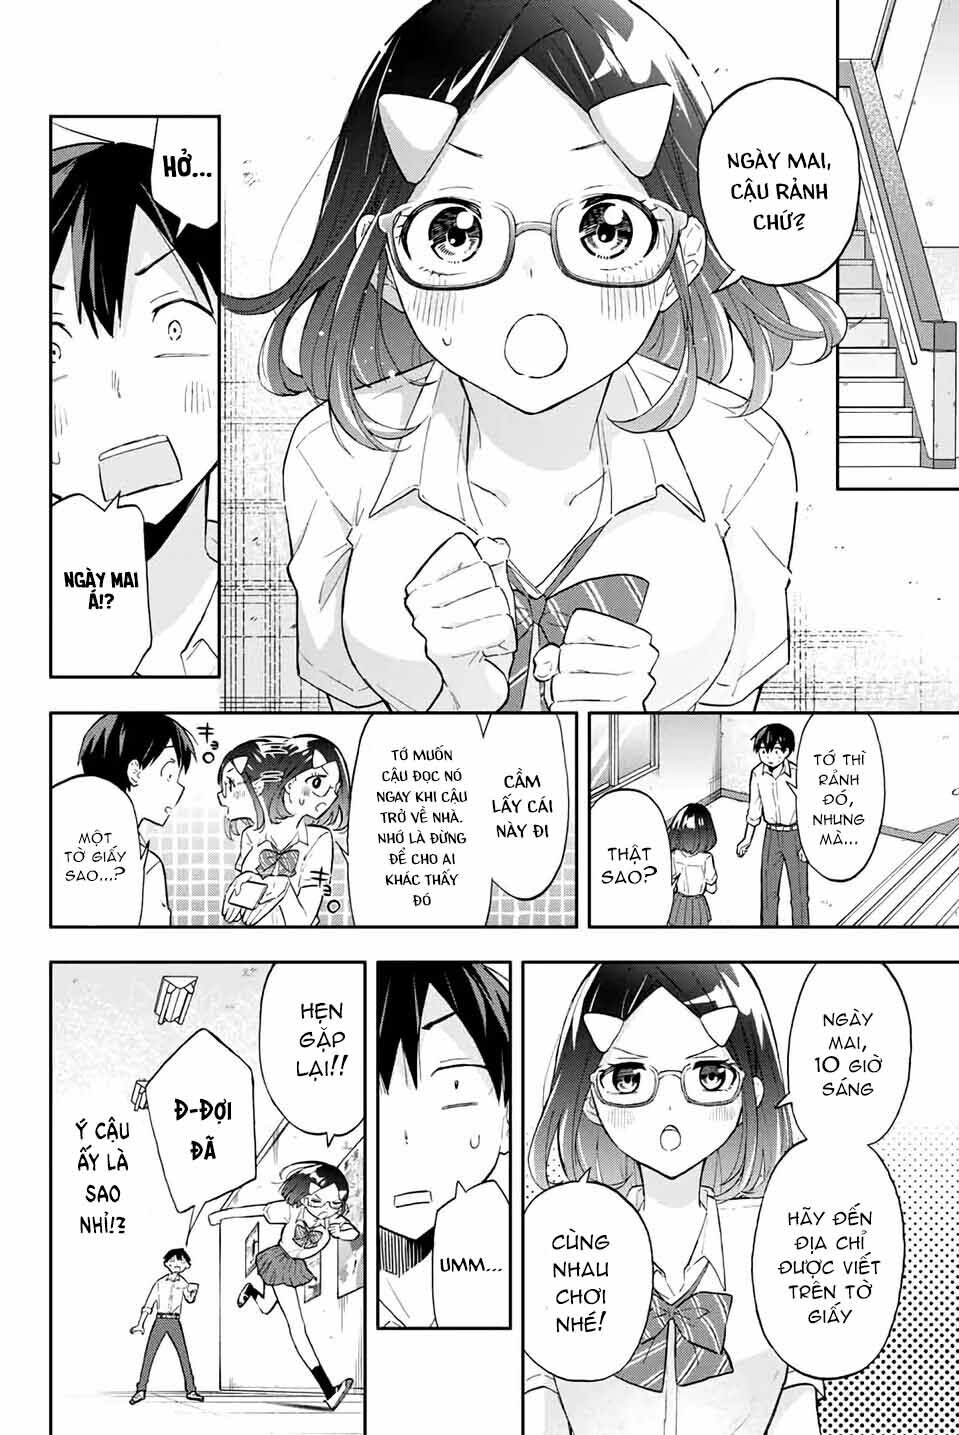 NGÀY MAI,
CẬU RẢNH
CHỨ?
HỞ...
NGÀY MAI
Á!?
TỚ THÌ
RẢNH
ĐÓ,
NHƯNG
MÀ...
THẬT
SAO?
CẦM
LẤY CÁI
NÀY ĐI
TỚ MUỐN
CẬU ĐỌC NÓ
NGAY KHI CẬU
TRỞ VỀ NHÀ.
NHỚ LÀ ĐỪNG
ĐỂ CHO AI
KHÁC THẤY
ĐÓ
MỘT
TỜ GIẤY
SAO...?
NGÀY
MAI,
10 GIỜ
SÁNG
HÃY ĐẾN
ĐỊA CHỈ
ĐƯỢC VIẾT
TRÊN TỜ
GIẤY
CÙNG
NHAU
CHƠI
NHÉ!
UMM...
HẸN
GẶP
LẠI!!
Đ-ĐỢI
ĐÃ
Ý CẬU
ẤY LÀ
SAO
NHỈ!?